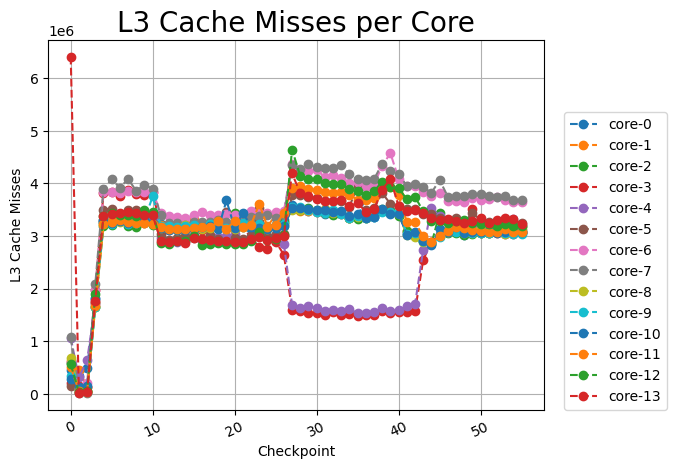 L3 Cache Misses per Core
1e6
6
5
4
3
2
1
0
L3 Cache Misses
0
10
20
30
40
50
Checkpoint
core-0
core-1
core-2
core-3
core-4
core-5
core-6
core-7
core-8
core-9
core-10
core-11
core-12
core-13